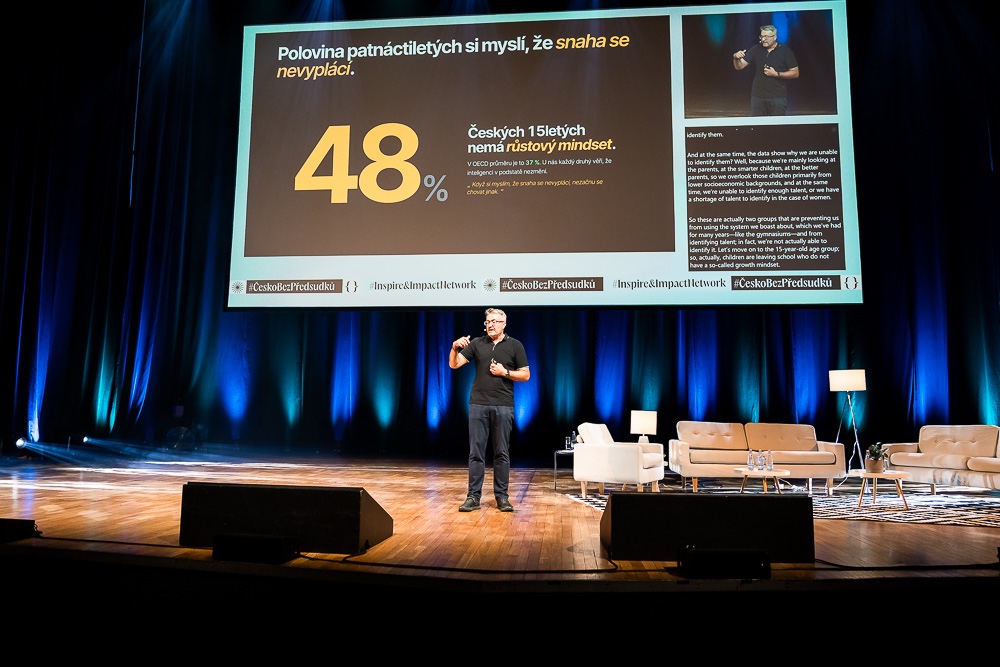 Polovina patnáctiletých si myslí, že snaha se
nevyplácí.
48%
Českých 15letých
nemá růstový mindset.
V OECD průměru je to 37 %. U nás každý druhý věří, že
inteligenci v podstatě nezmění.
„ Když si myslím, že snaha se nevyplácí, nezačnu se
chovat jinak. "
identify them.
And at the same time, the data show why we are unable
to identify them? Well, because we're mainly looking at
the parents, at the smarter children, at the better
parents, so we overlook those children primarily from
lower socioeconomic backgrounds, and at the same
time, we're unable to identify enough talent, or we have
a shortage of talent to identify in the case of women.
So these are actually two groups that are preventing us
from using the system we boast about, which we've had
for many years—like the gymnasiums—and from
identifying talent; in fact, we're not actually able to
identify it. Let's move on to the 15-year-old age group;
so, actually, children are leaving school who do not
have a so-called growth mindset.
#ČeskoBezPředsudků { } #Inspire&ImpactNetwork #ČeskoBezPředsudků #Inspire&ImpactNetwork #ČeskoBezPředsudků { }